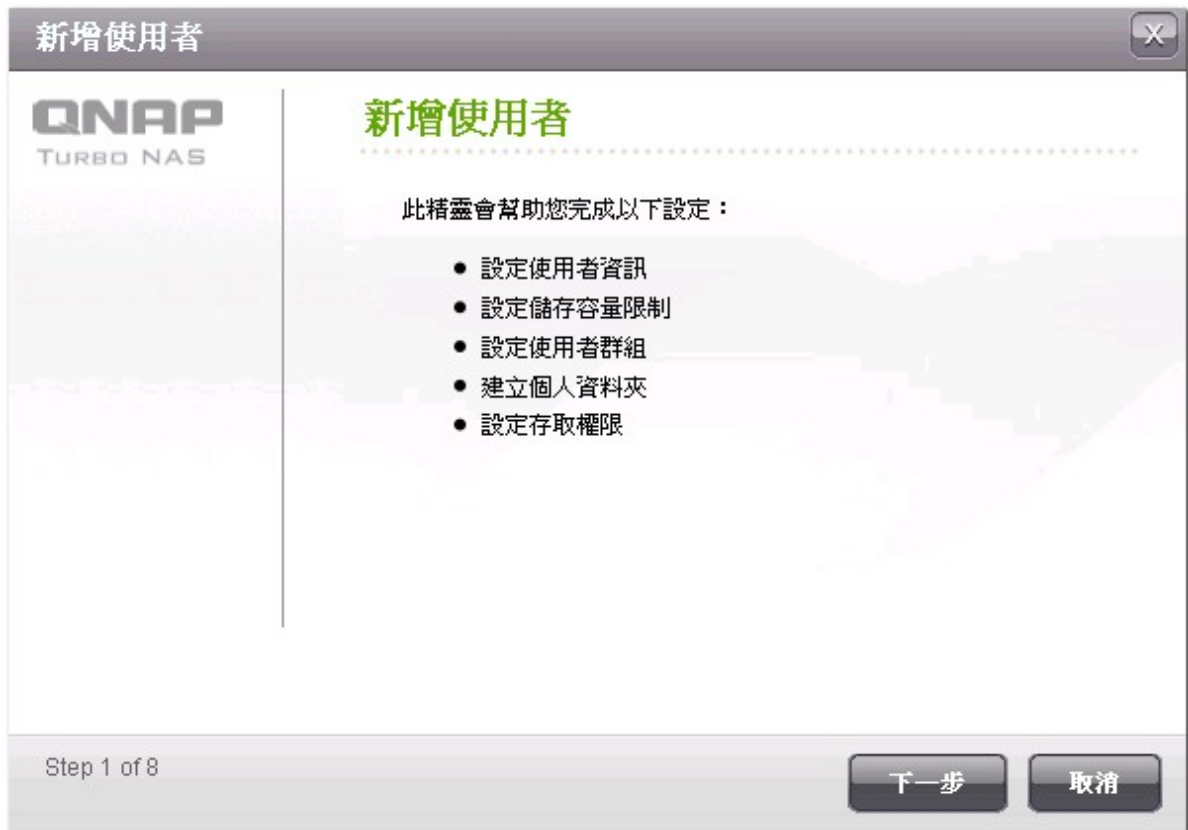 新增使用者
X
QNAP
TURBO NAS
新增使用者
此精靈會幫助您完成以下設定：
● 設定使用者資訊
● 設定儲存容量限制
● 設定使用者群組
● 建立個人資料夾
● 設定存取權限
Step 1 of 8
下一步
取消